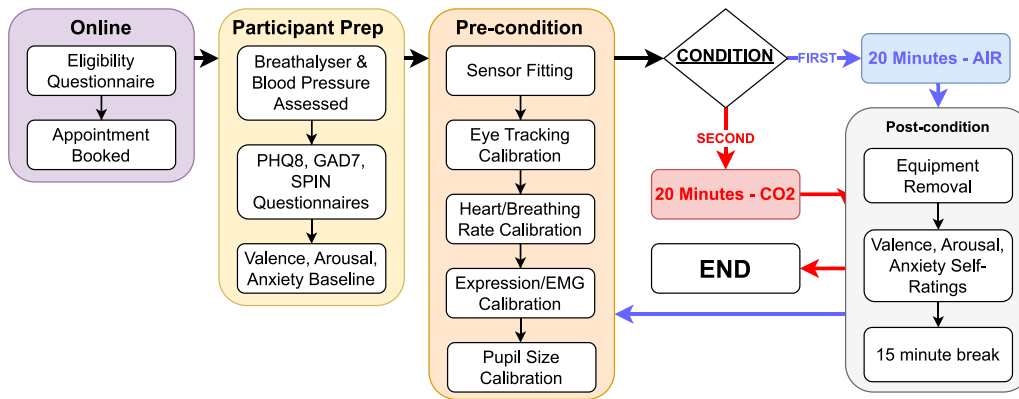 Online
Eligibility
Questionnaire
Appointment
Booked
Participant Prep
Breathalyser &
Blood Pressure
Assessed
PHQ8, GAD7,
SPIN
Questionnaires
Valence, Arousal,
Anxiety Baseline
Pre-condition
Sensor Fitting
Eye Tracking
Calibration
Heart/Breathing
Rate Calibration
Expression/EMG
Calibration
Pupil Size
Calibration
CONDITION
FIRST
20 Minutes - AIR
SECOND
20 Minutes - CO2
Post-condition
Equipment
Removal
Valence, Arousal,
Anxiety Self-
Ratings
15 minute break
END